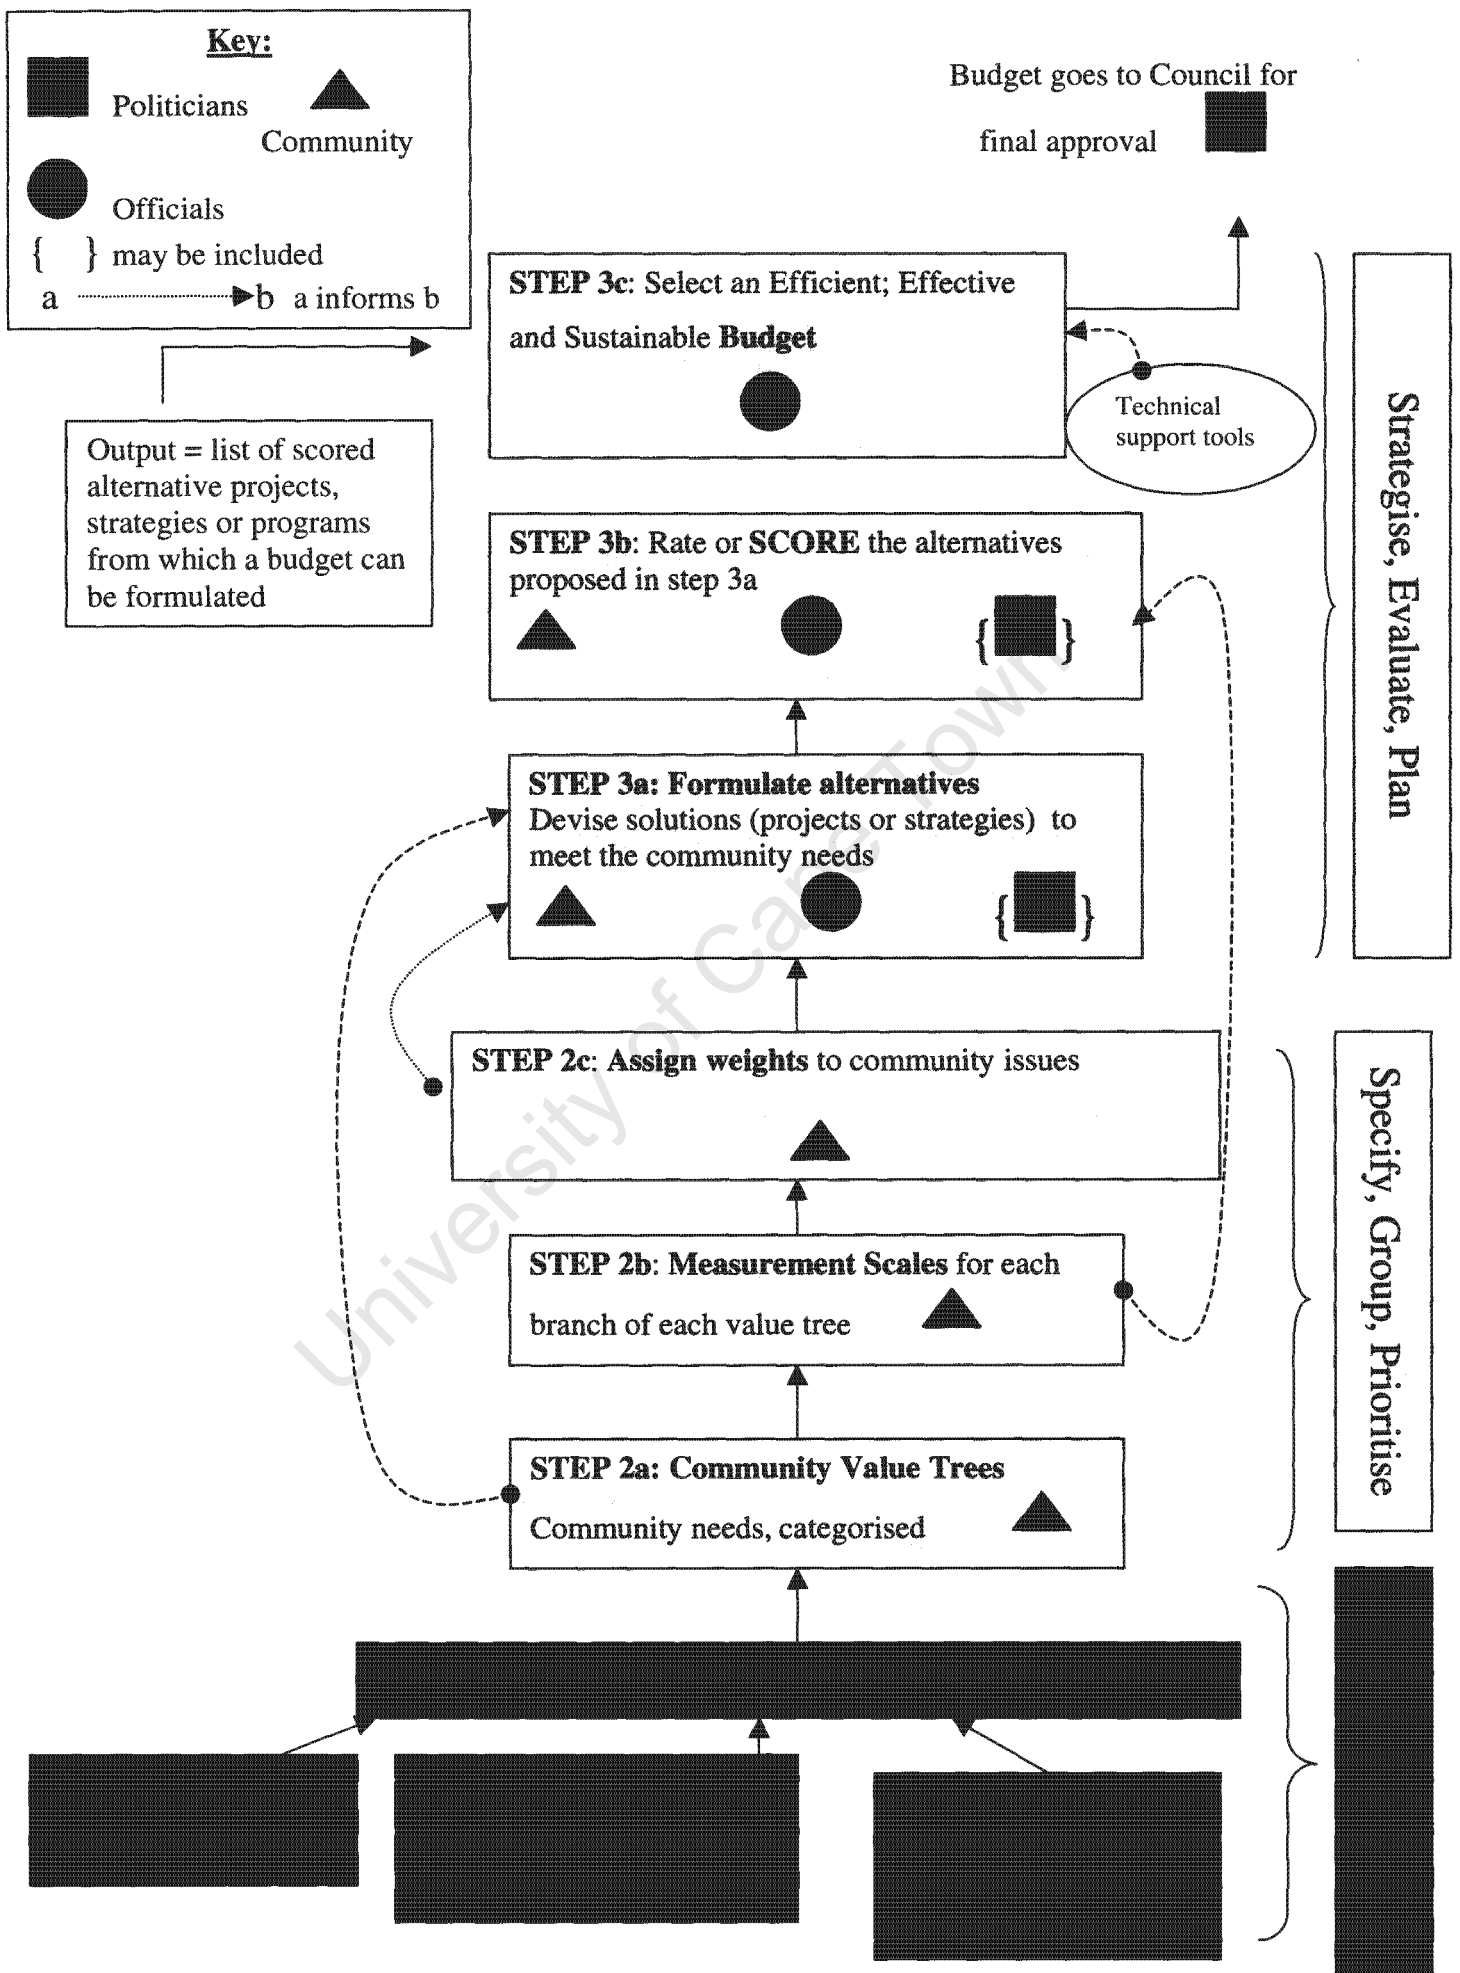 Key:
Politicians
Community
Officials
{ } may be included
a b a informs b
Budget goes to Council for
final approval
STEP 3c: Select an Efficient; Effective
and Sustainable Budget
Technical
support tools
Output = list of scored
alternative projects,
strategies or programs
from which a budget can
be formulated
STEP 3b: Rate or SCORE the alternatives
proposed in step 3a
{ }
STEP 3a: Formulate alternatives
Devise solutions (projects or strategies) to
meet the community needs
{ }
Strategise, Evaluate, Plan
STEP 2c: Assign weights to community issues
STEP 2b: Measurement Scales for each
branch of each value tree
STEP 2a: Community Value Trees
Community needs, categorised
Specify, Group, Prioritise
University of Cape Town